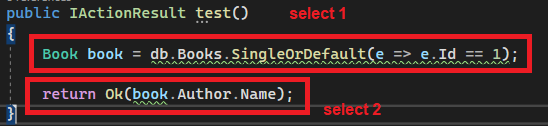 public IActionResult test()
select 1
{
Book book = db.Books.SingleOrDefault(e => e.Id == 1);
return Ok(book.Author.Name);
select 2
}